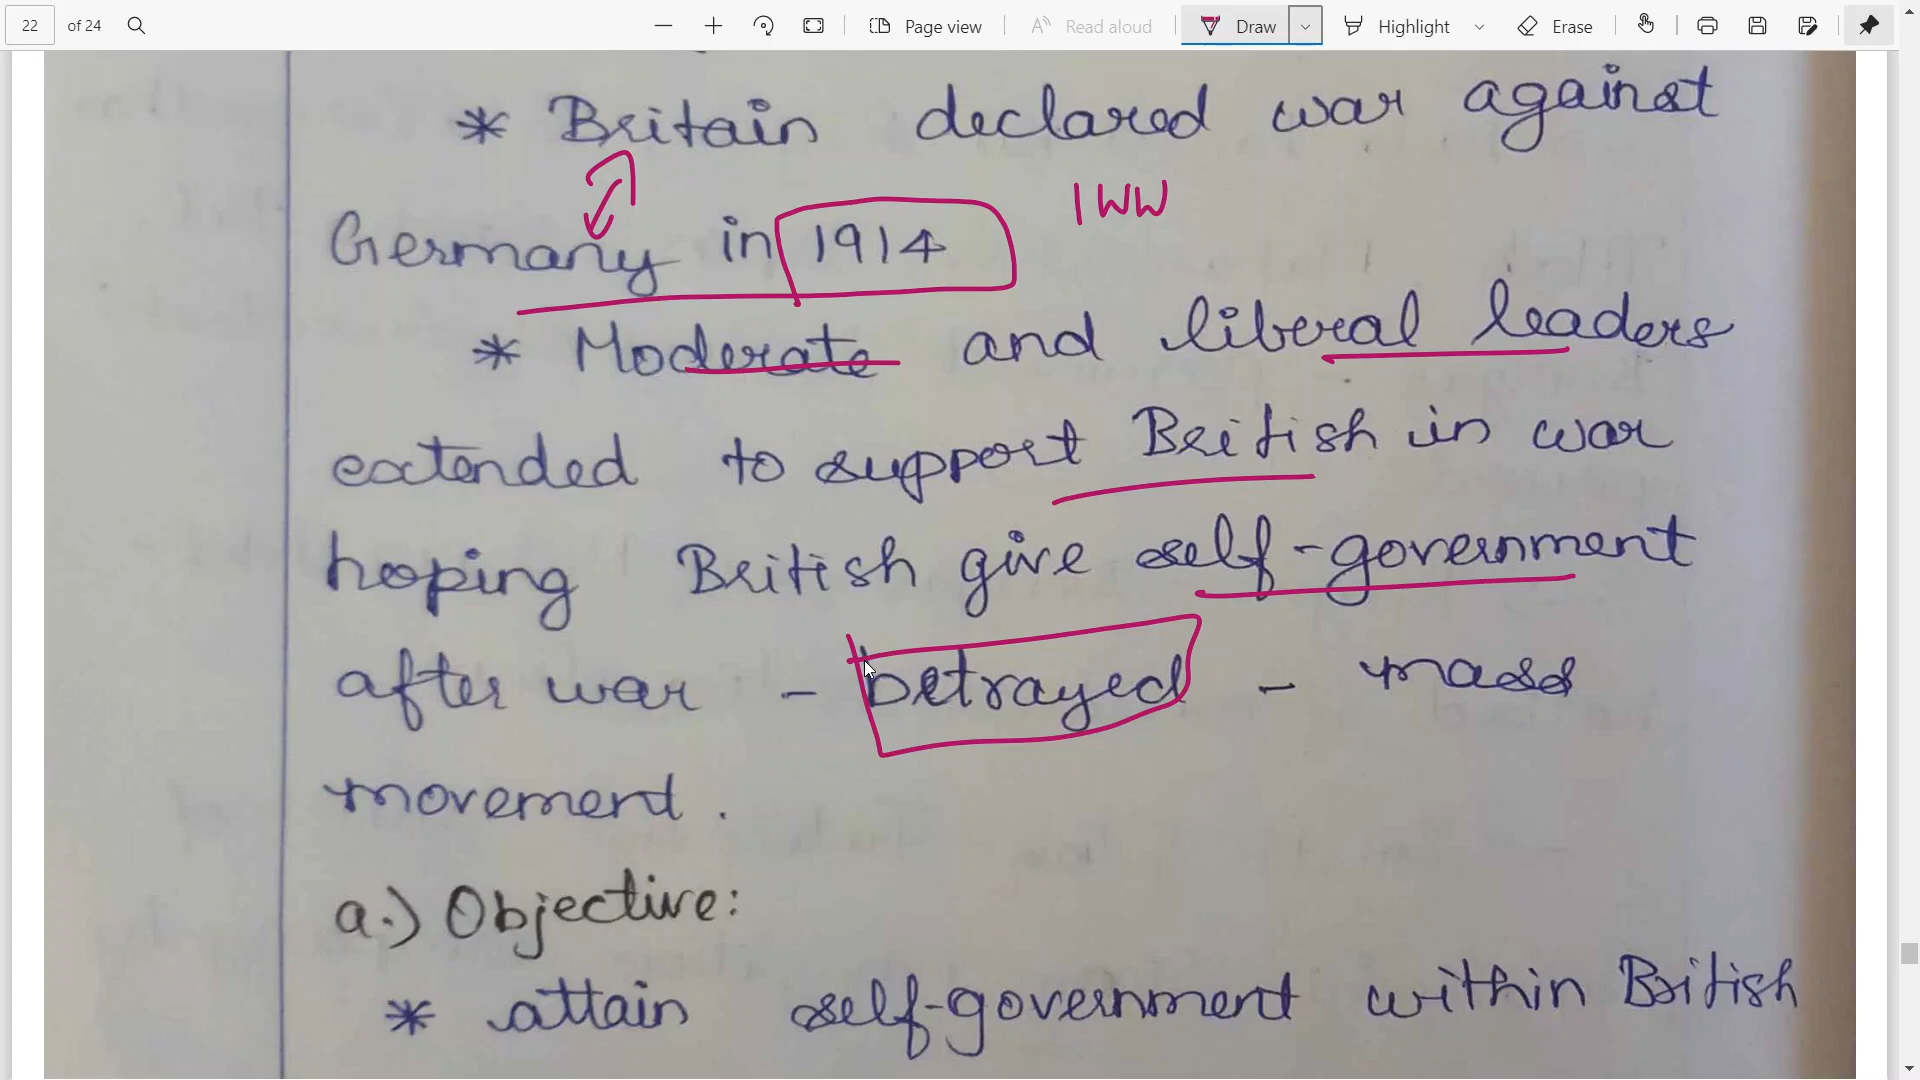 22 of 24 Page view Read aloud Draw Highlight Erase
* Britain declared war against
1WW
Germany in 1914
* Moderate and liberal leaders
extended to support British in war
hoping British give self-government
after war - betrayed - mass
movement.
a.) Objective:
* attain self-government within British